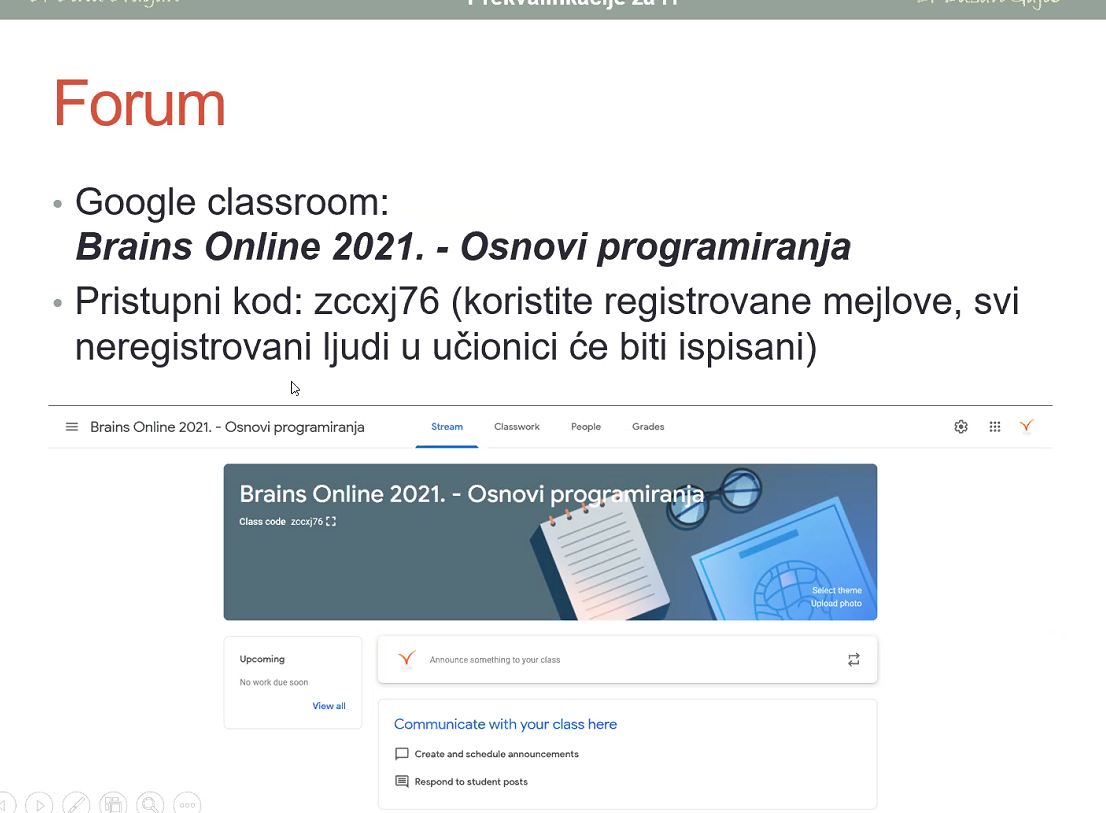 Prekvalifikacije za IT
Forum
• Google classroom:
Brains Online 2021. - Osnovi programiranja
• Pristupni kod: zccxj76 (koristite registrovane mejlove, svi
neregistrovani ljudi u učionici će biti ispisani)
Brains Online 2021. - Osnovi programiranja
Stream Classwork People Grades
Brains Online 2021. - Osnovi programiranja
Class code zccxj76
Select theme
Upload photo
Upcoming
No work due soon
View all
Announce something to your class
Communicate with your class here
Create and schedule announcements
Respond to student posts